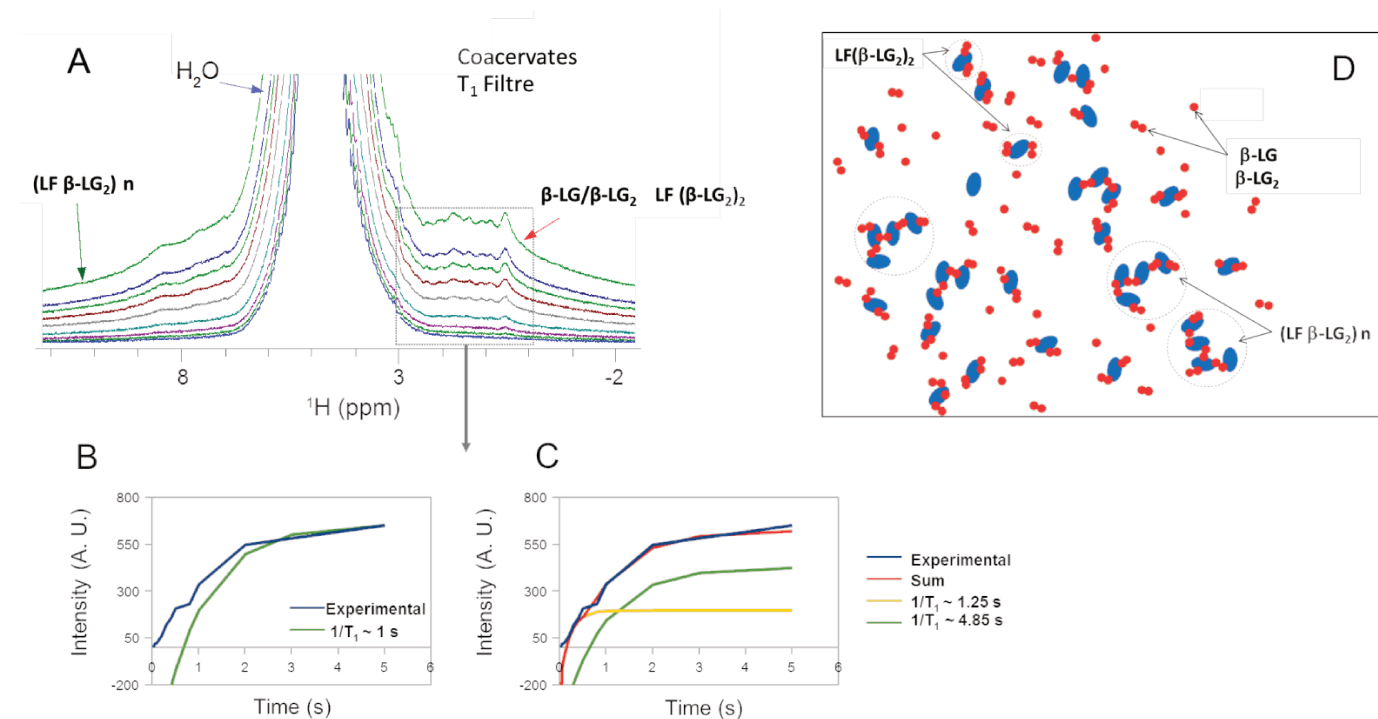 A
H₂O
Coacervates
T₁ Filtre
(LF β-LG₂) n
β-LG/β-LG₂ LF (β-LG₂)₂
8
3
-2
¹H (ppm)
D
LF(β-LG₂)₂
β-LG
β-LG₂
(LF β-LG₂) n
B
Intensity (A. U.)
800
550
300
50
-200
0
1
2
3
4
5
6
Experimental
1/T₁ ~ 1 s
Time (s)
C
Intensity (A. U.)
800
550
300
50
-200
0
1
2
3
4
5
6
Time (s)
Experimental
Sum
1/T₁ ~ 1.25 s
1/T₁ ~ 4.85 s